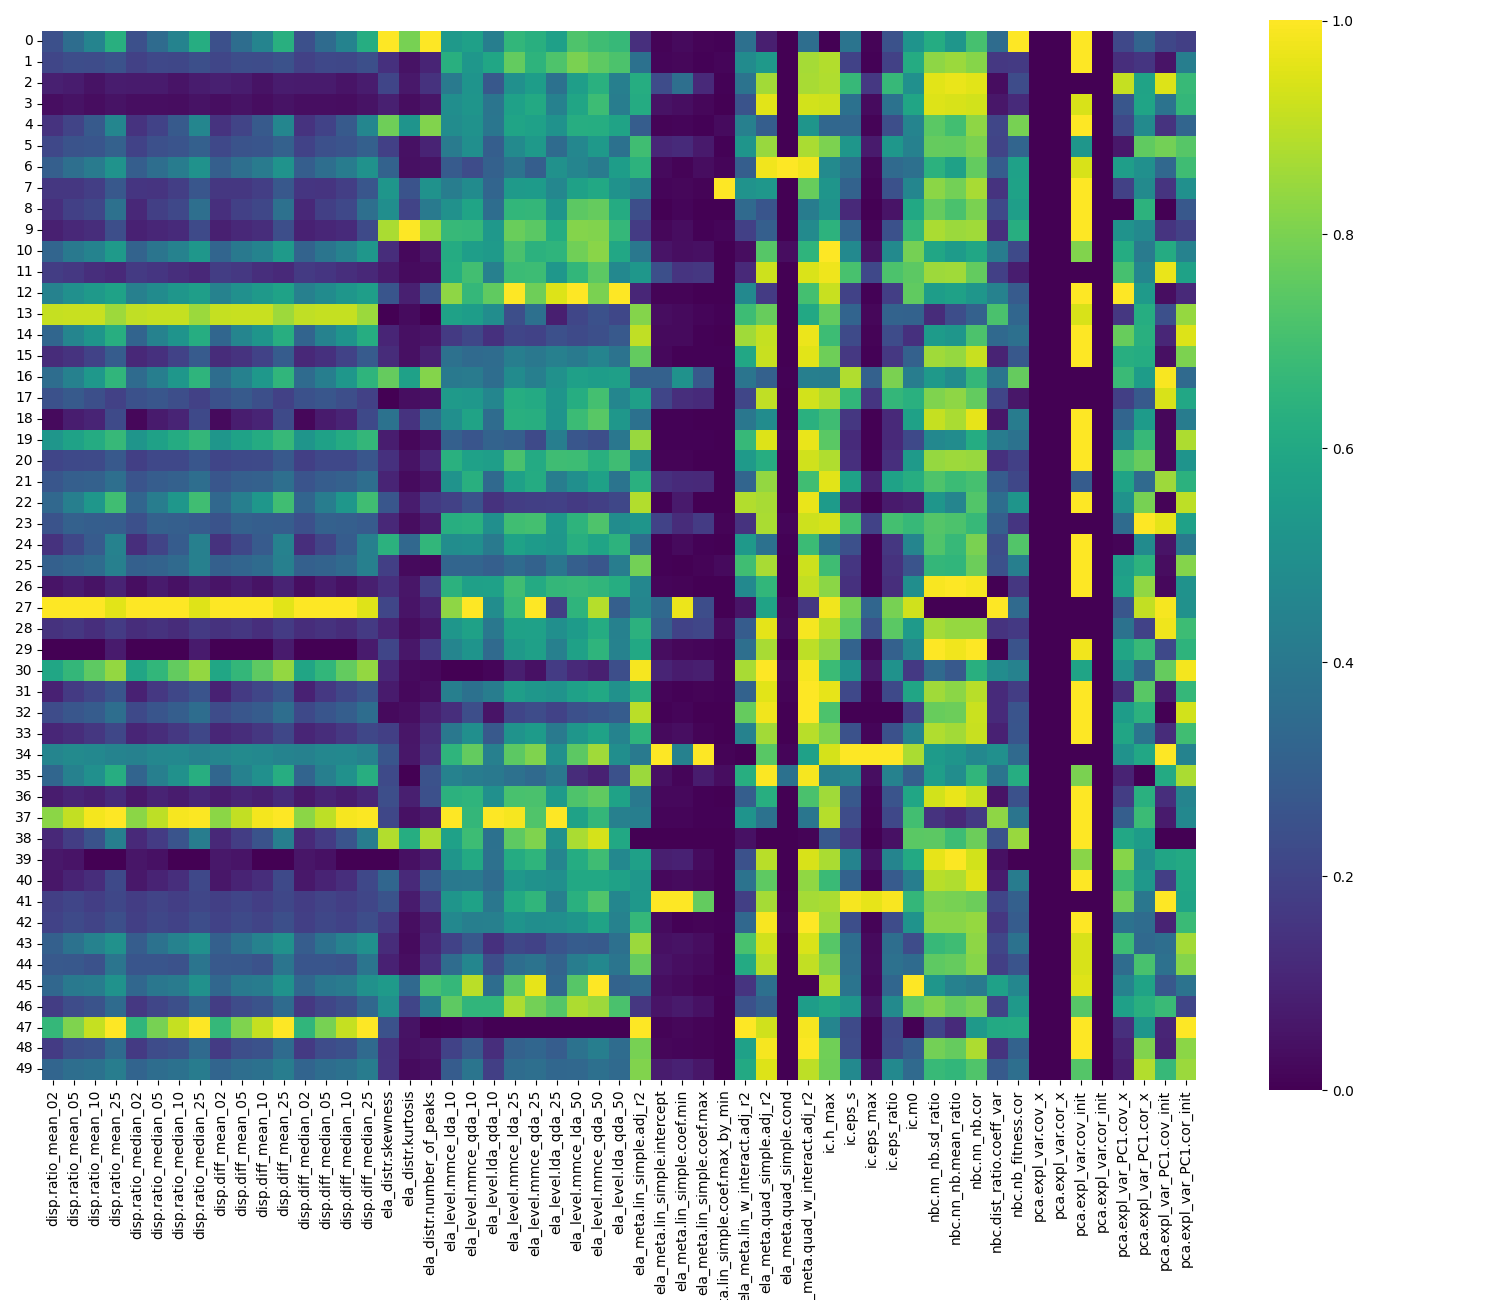 0
1
2
3
4
5
6
7
8
9
10
11
12
13
14
15
16
17
18
19
20
21
22
23
24
25
26
27
28
29
30
31
32
33
34
35
36
37
38
39
40
41
42
43
44
45
46
47
48
49
disp.ratio_mean_02
disp.ratio_mean_05
disp.ratio_mean_10
disp.ratio_mean_25
disp.ratio_median_02
disp.ratio_median_05
disp.ratio_median_10
disp.ratio_median_25
disp.diff_mean_02
disp.diff_mean_05
disp.diff_mean_10
disp.diff_mean_25
disp.diff_median_02
disp.diff_median_05
disp.diff_median_10
disp.diff_median_25
ela_distr.skewness
ela_distr.kurtosis
ela_distr.number_of_peaks
ela_level.mmce_lda_10
ela_level.mmce_qda_10
ela_level.lda_qda_10
ela_level.mmce_lda_25
ela_level.mmce_qda_25
ela_level.lda_qda_25
ela_level.mmce_lda_50
ela_level.mmce_qda_50
ela_level.lda_qda_50
ela_meta.lin_simple.adj_r2
ela_meta.lin_simple.intercept
ela_meta.lin_simple.coef.min
ela_meta.lin_simple.coef.max
ta.lin_simple.coef.max_by_min
ela_meta.lin_w_interact.adj_r2
ela_meta.quad_simple.adj_r2
ela_meta.quad_simple.cond
_meta.quad_w_interact.adj_r2
ic.h_max
ic.eps_s
ic.eps_max
ic.eps_ratio
ic.m0
nbc.nn_nb.sd_ratio
nbc.nn_nb.mean_ratio
nbc.nn_nb.cor
nbc.dist_ratio.coeff_var
nbc.nb_fitness.cor
pca.expl_var.cov_x
pca.expl_var.cor_x
pca.expl_var.cov_init
pca.expl_var.cor_init
pca.expl_var_PC1.cov_x
pca.expl_var_PC1.cor_x
pca.expl_var_PC1.cov_init
pca.expl_var_PC1.cor_init
1.0
0.8
0.6
0.4
0.2
0.0